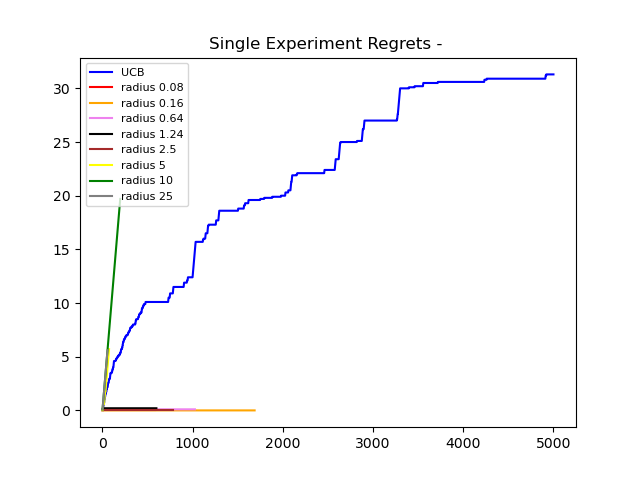 Single Experiment Regrets -
UCB
radius 0.08
radius 0.16
radius 0.64
radius 1.24
radius 2.5
radius 5
radius 10
radius 25
30
25
20
15
10
5
0
0 1000 2000 3000 4000 5000